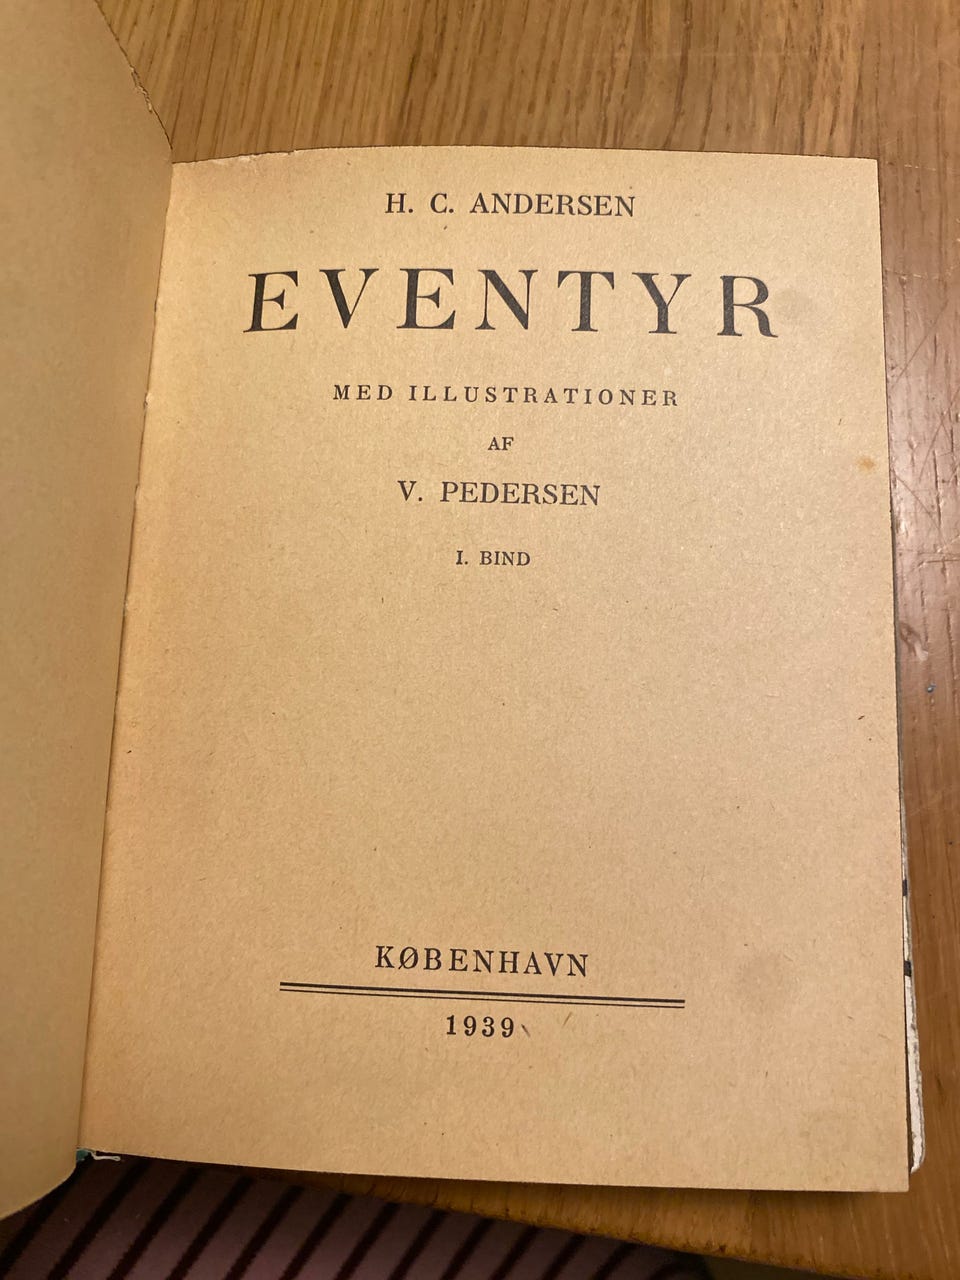 H. C. ANDERSEN
EVENTYR
MED ILLUSTRATIONER
AF
V. PEDERSEN
I. BIND
KØBENHAVN
1939